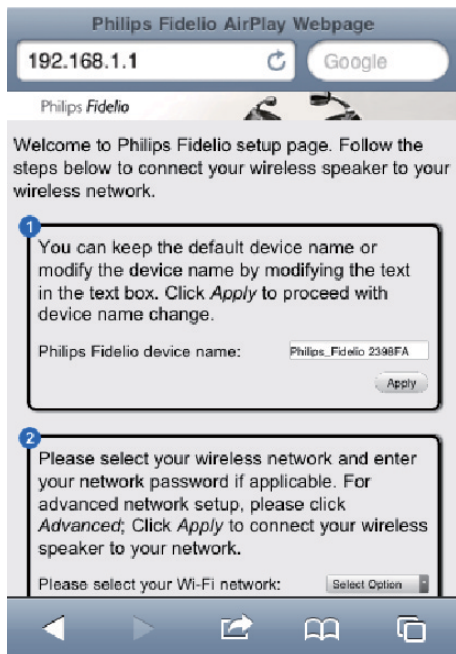 Philips Fidelio AirPlay Webpage
192.168.1.1
Google
Philips Fidelio
Welcome to Philips Fidelio setup page. Follow the
steps below to connect your wireless speaker to your
wireless network.
1
You can keep the default device name or
modify the device name by modifying the text
in the text box. Click Apply to proceed with
device name change.
Philips Fidelio device name:
Philips_Fidelio 2398FA
Apply
2
Please select your wireless network and enter
your network password if applicable. For
advanced network setup, please click
Advanced; Click Apply to connect your wireless
speaker to your network.
Please select your Wi-Fi network:
Select Option